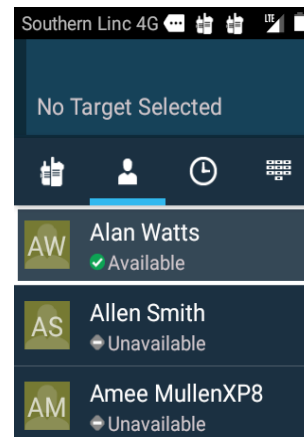 Southern Linc 4G LTE
No Target Selected
AW Alan Watts
Available
AS Allen Smith
Unavailable
AM Amee MullenXP8
Unavailable